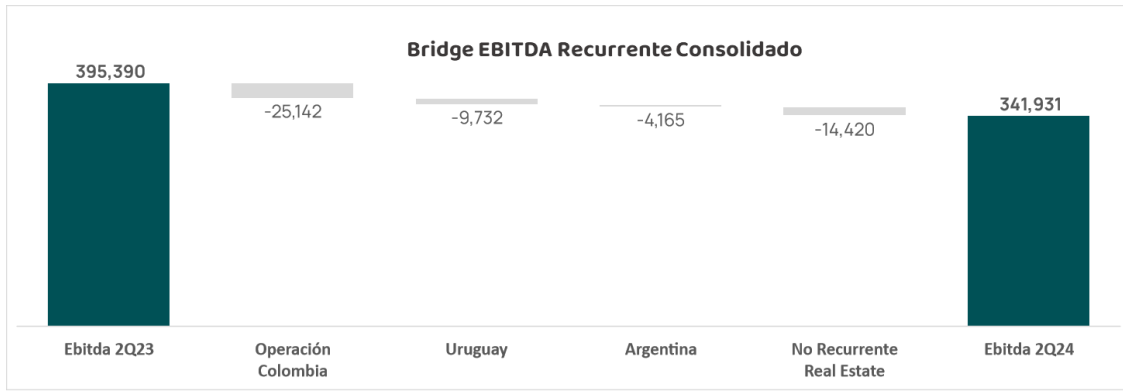 Bridge EBITDA Recurrente Consolidado
395,390
-25,142
-9,732
-4,165
-14,420
341,931
Ebitda 2Q23
Operación
Colombia
Uruguay
Argentina
No Recurrente
Real Estate
Ebitda 2Q24